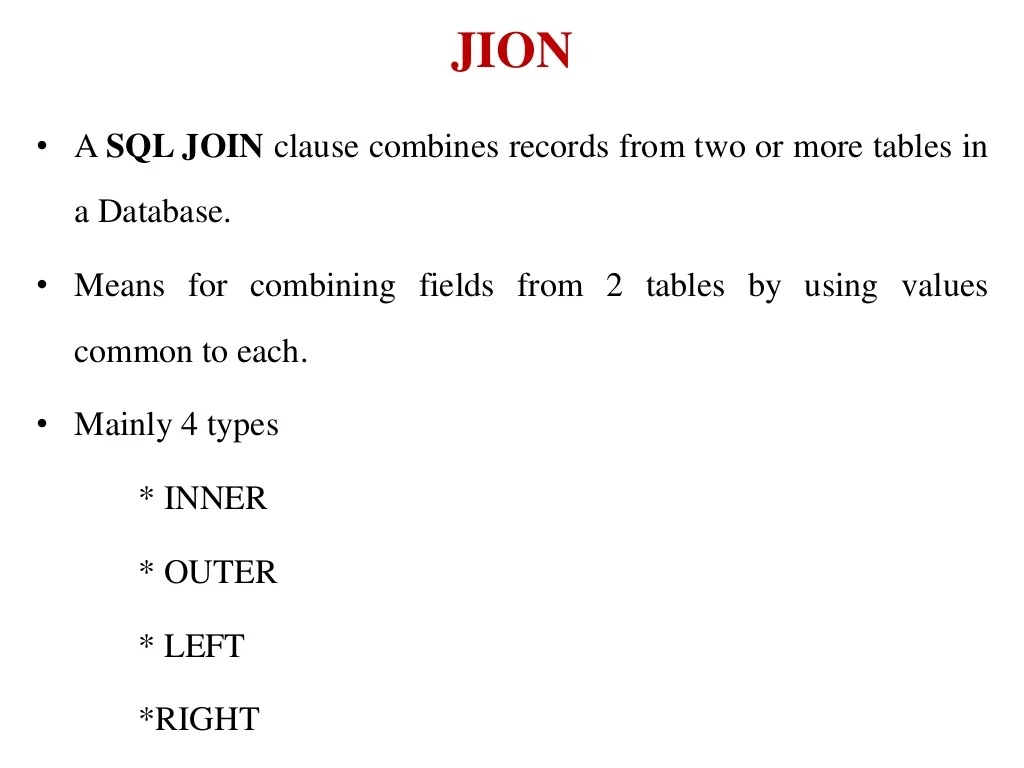 JION
• A SQL JOIN clause combines records from two or more tables in
a Database.
• Means for combining fields from 2 tables by using values
common to each.
• Mainly 4 types
* INNER
* OUTER
* LEFT
*RIGHT